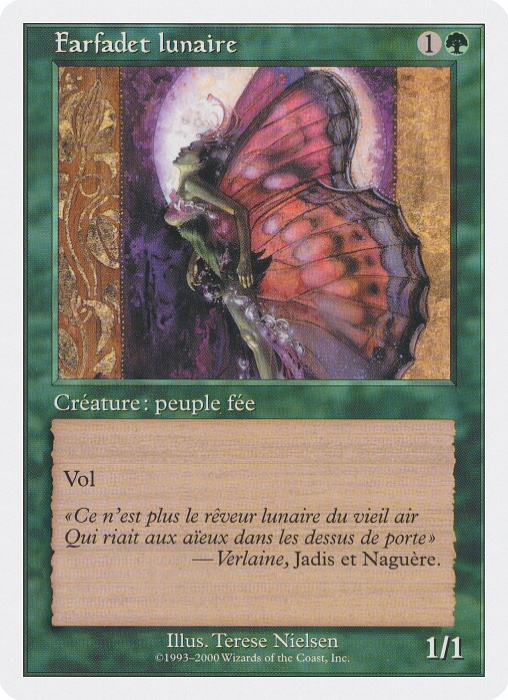 Farfadet lunaire 1
Créature : peuple fée
Vol
«Ce n'est plus le rêveur lunaire du vieil air
Qui riait aux aïeux dans les dessus de porte»
— Verlaine, Jadis et Naguère.
Illus. Terese Nielsen
©1993–2000 Wizards of the Coast, Inc.
1/1